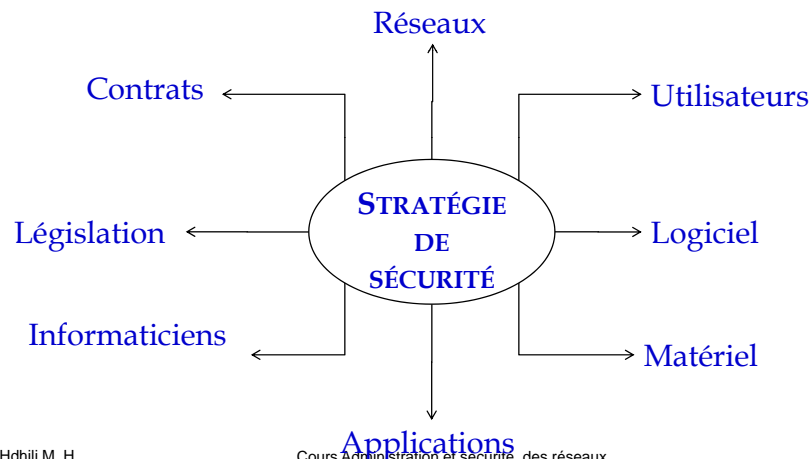 Réseaux
Contrats
Utilisateurs
STRATÉGIE
DE
SÉCURITÉ
Législation
Logiciel
Informaticiens
Matériel
Applications
Hdhili M. H
Cours Administration et sécurité des réseaux